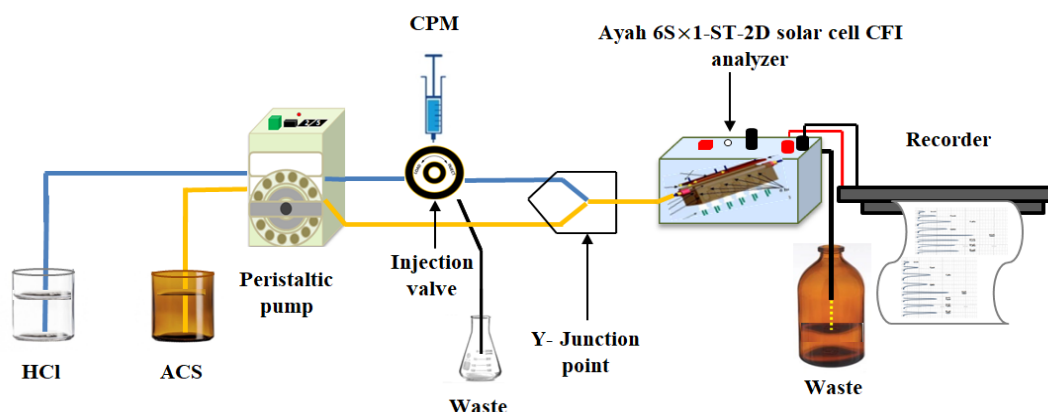 CPM
Ayah 6S×1-ST-2D solar cell CFI
analyzer
Recorder
Peristaltic
pump
Injection
valve
Y- Junction
point
HCl
ACS
Waste
Waste